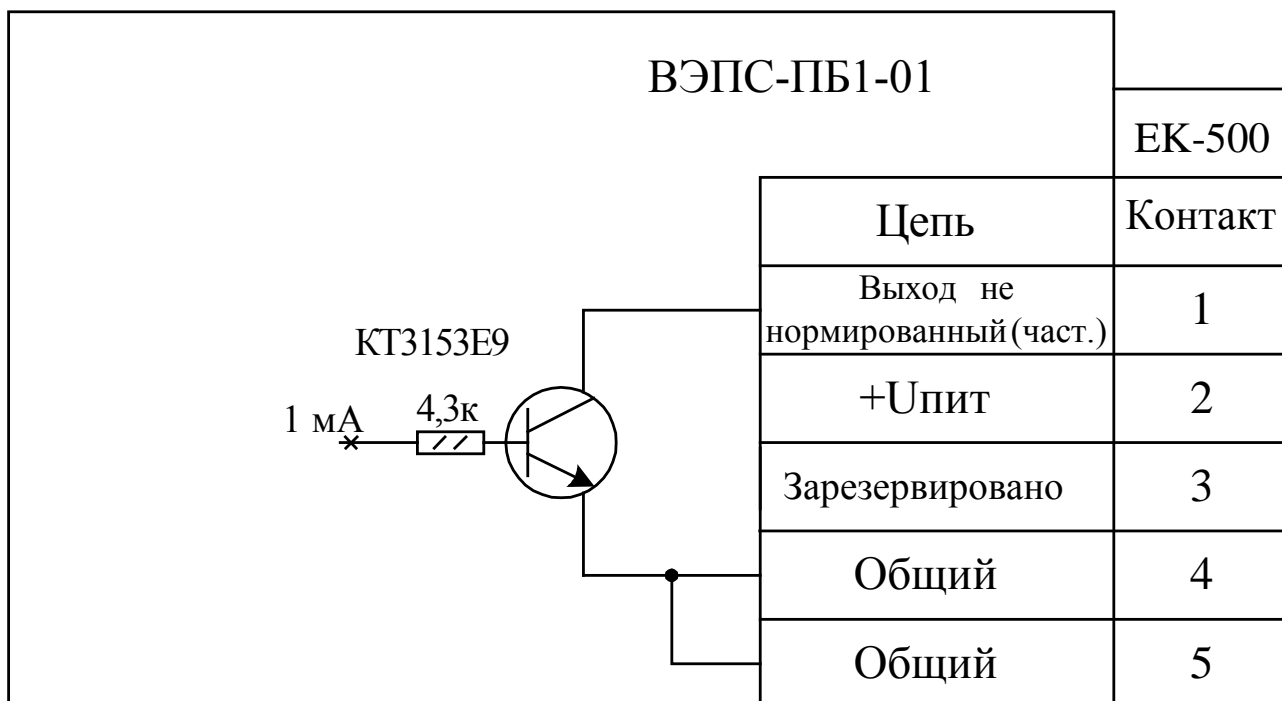 ВЭПС-ПБ1-01
EK-500
Цепь
Контакт
Выход не
нормированный (част.)
1
КТ3153Е9
+Uпит
2
4,3к
1 мА
Зарезервировано
3
Общий
4
Общий
5